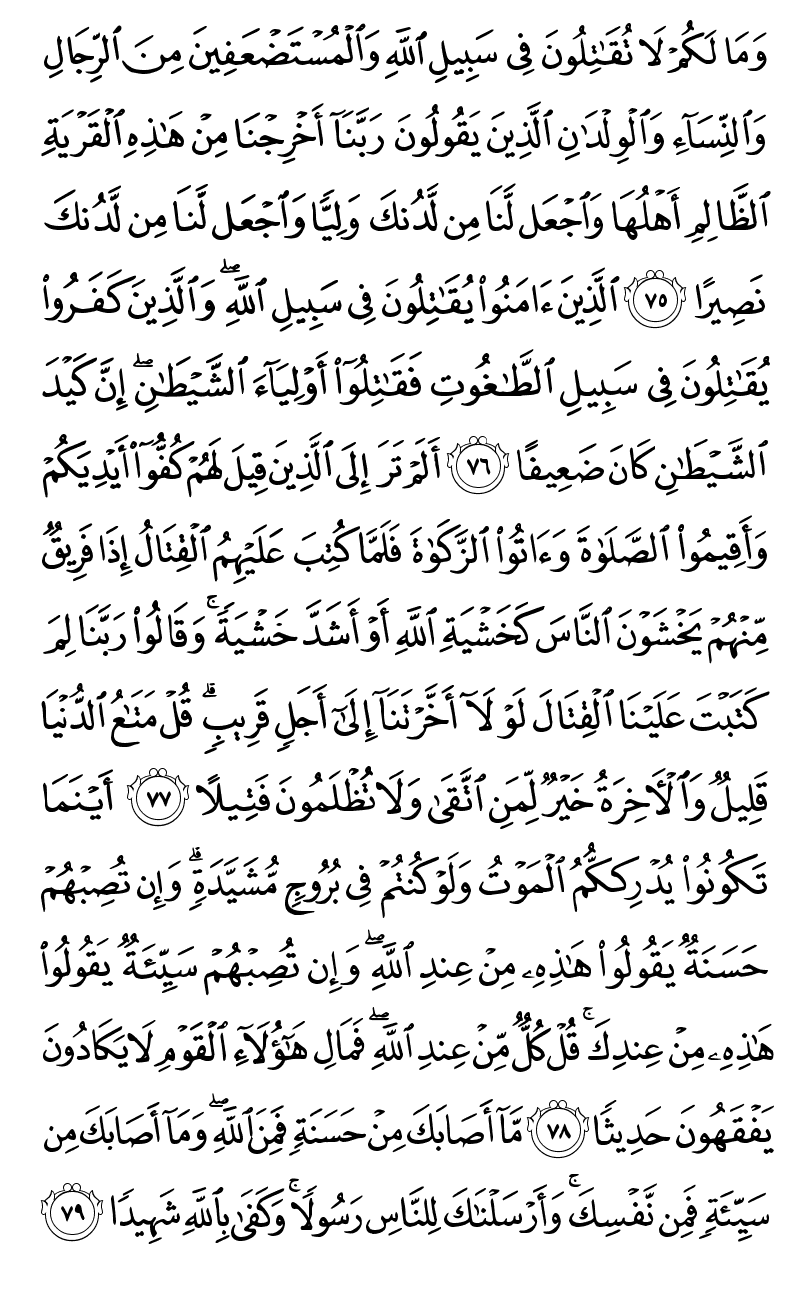 وَمَا لَكُمْ لَا تُقَٰتِلُونَ فِى سَبِيلِ ٱللَّهِ وَٱلْمُسْتَضْعَفِينَ مِنَ ٱلرِّجَالِ
وَٱلنِّسَآءِ وَٱلْوِلْدَٰنِ ٱلَّذِينَ يَقُولُونَ رَبَّنَآ أَخْرِجْنَا مِنْ هَٰذِهِ ٱلْقَرْيَةِ
ٱلظَّالِمِ أَهْلُهَا وَٱجْعَل لَّنَا مِن لَّدُنكَ وَلِيًّا وَٱجْعَل لَّنَا مِن لَّدُنكَ
نَصِيرًا ٧٥ ٱلَّذِينَ ءَامَنُوا۟ يُقَٰتِلُونَ فِى سَبِيلِ ٱللَّهِ ۖ وَٱلَّذِينَ كَفَرُوا۟
يُقَٰتِلُونَ فِى سَبِيلِ ٱلطَّٰغُوتِ فَقَٰتِلُوٓا۟ أَوْلِيَآءَ ٱلشَّيْطَٰنِ ۖ إِنَّ كَيْدَ
ٱلشَّيْطَٰنِ كَانَ ضَعِيفًا ٧٦ أَلَمْ تَرَ إِلَى ٱلَّذِينَ قِيلَ لَهُمْ كُفُّوٓا۟ أَيْدِيَكُمْ
وَأَقِيمُوا۟ ٱلصَّلَوٰةَ وَءَاتُوا۟ ٱلزَّكَوٰةَ فَلَمَّا كُتِبَ عَلَيْهِمُ ٱلْقِتَالُ إِذَا فَرِيقٌ
مِّنْهُمْ يَخْشَوْنَ ٱلنَّاسَ كَخَشْيَةِ ٱللَّهِ أَوْ أَشَدَّ خَشْيَةً ۚ وَقَالُوا۟ رَبَّنَا لِمَ
كَتَبْتَ عَلَيْنَا ٱلْقِتَالَ لَوْلَآ أَخَّرْتَنَآ إِلَىٰٓ أَجَلٍ قَرِيبٍ ۗ قُلْ مَتَٰعُ ٱلدُّنْيَا
قَلِيلٌ وَٱلْـَٔاخِرَةُ خَيْرٌ لِّمَنِ ٱتَّقَىٰ وَلَا تُظْلَمُونَ فَتِيلًا ٧٧ أَيْنَمَا
تَكُونُوا۟ يُدْرِككُّمُ ٱلْمَوْتُ وَلَوْ كُنتُمْ فِى بُرُوجٍ مُّشَيَّدَةٍ ۗ وَإِن تُصِبْهُمْ
حَسَنَةٌ يَقُولُوا۟ هَٰذِهِۦ مِنْ عِندِ ٱللَّهِ ۖ وَإِن تُصِبْهُمْ سَيِّئَةٌ يَقُولُوا۟
هَٰذِهِۦ مِنْ عِندِكَ ۚ قُلْ كُلٌّ مِّنْ عِندِ ٱللَّهِ ۖ فَمَالِ هَٰٓؤُلَآءِ ٱلْقَوْمِ لَا يَكَادُونَ
يَفْقَهُونَ حَدِيثًا ٧٨ مَّآ أَصَابَكَ مِنْ حَسَنَةٍ فَمِنَ ٱللَّهِ ۖ وَمَآ أَصَابَكَ مِن
سَيِّئَةٍ فَمِن نَّفْسِكَ ۚ وَأَرْسَلْنَٰكَ لِلنَّاسِ رَسُولًا ۚ وَكَفَىٰ بِٱللَّهِ شَهِيدًا ٧٩